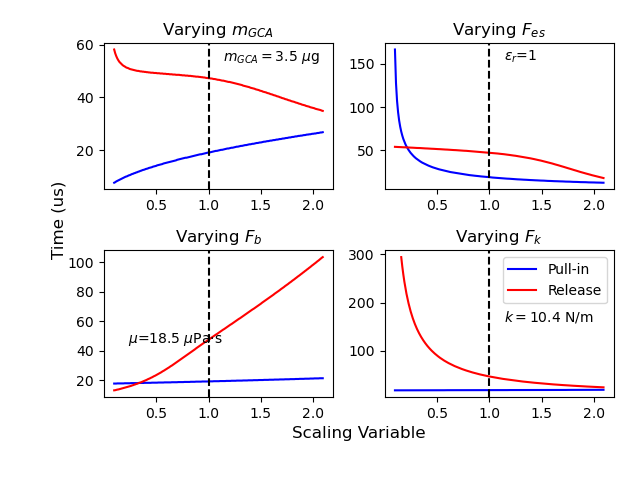 Varying m_GCA
Varying F_es
60
40
20
m_GCA = 3.5 μg
0.5
1.0
1.5
2.0
150
100
50
ε_r=1
0.5
1.0
1.5
2.0
Time (us)
Varying F_b
Varying F_k
100
80
60
40
20
μ=18.5 μPa·s
0.5
1.0
1.5
2.0
300
200
100
Pull-in
Release
k = 10.4 N/m
0.5
1.0
1.5
2.0
Scaling Variable